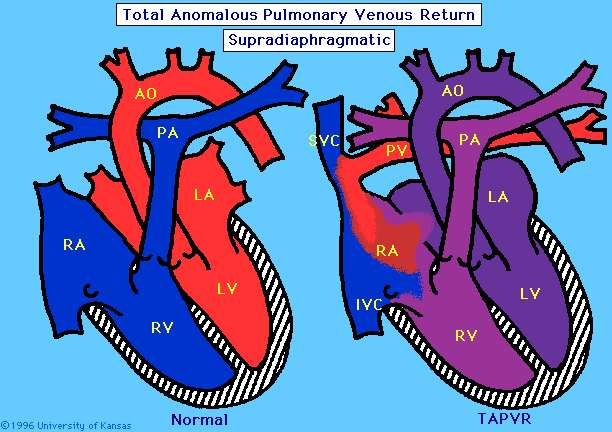 Total Anomalous Pulmonary Venous Return
Supradiaphragmatic
AO
PA
LA
RA
LV
RV
Normal
AO
SVC
PV
PA
LA
RA
IVC
LV
RV
TAPVR
©1996 University of Kansas